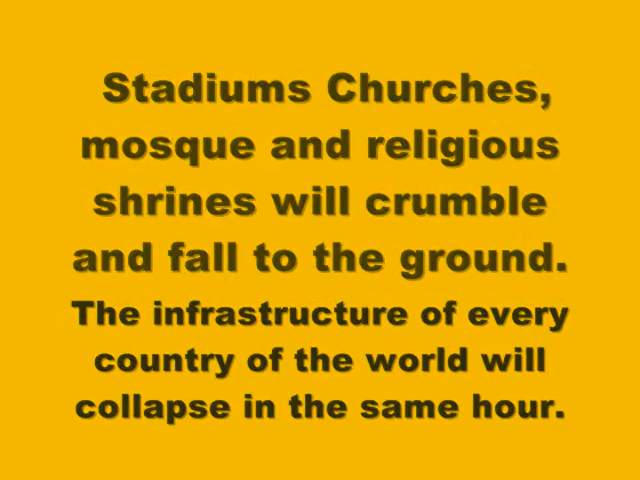 Stadiums Churches,
mosque and religious
shrines will crumble
and fall to the ground.
The infrastructure of every
country of the world will
collapse in the same hour.